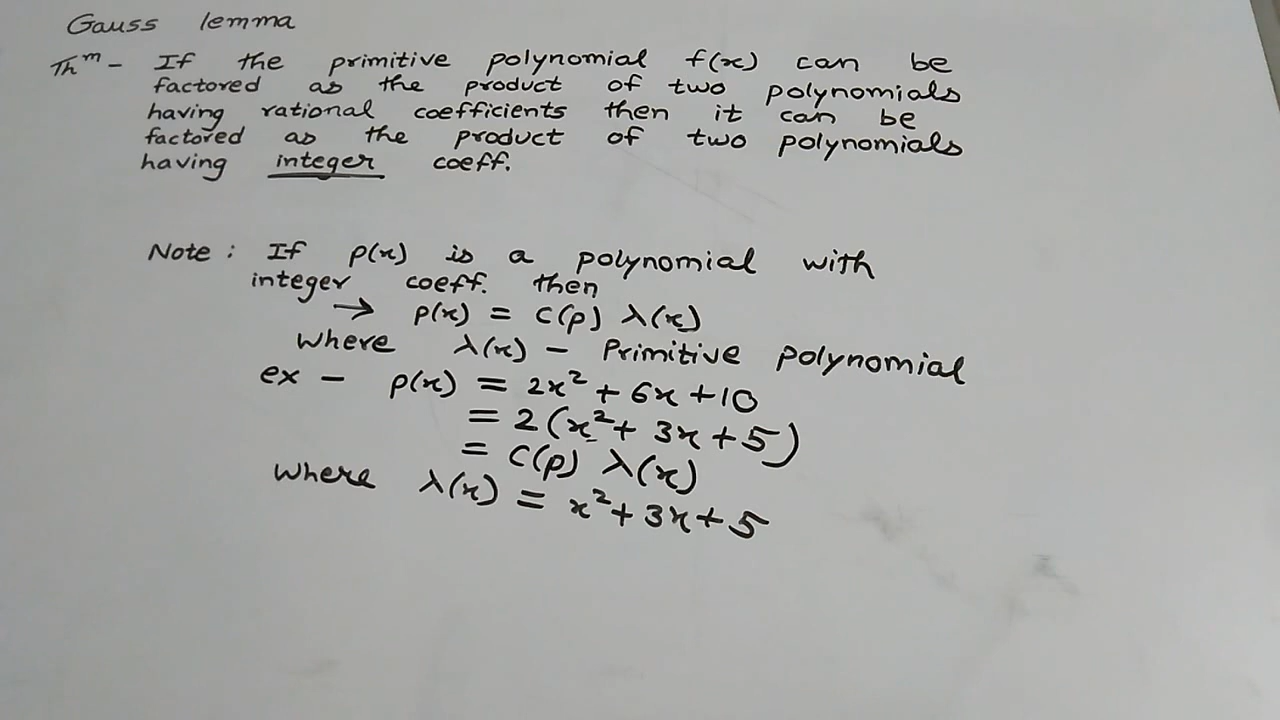 Gauss lemma
Thᵐ - If the primitive polynomial f(x) can be
factored as the product of two polynomials
having rational coefficients then it can be
factored as the product of two polynomials
having integer coeff.
Note : If p(x) is a polynomial with
integer coeff. then
→ p(x) = c(p) λ(x)
where λ(x) - Primitive polynomial
ex - p(x) = 2x² + 6x + 10
= 2(x² + 3x + 5)
= c(p) λ(x)
where λ(x) = x² + 3x + 5